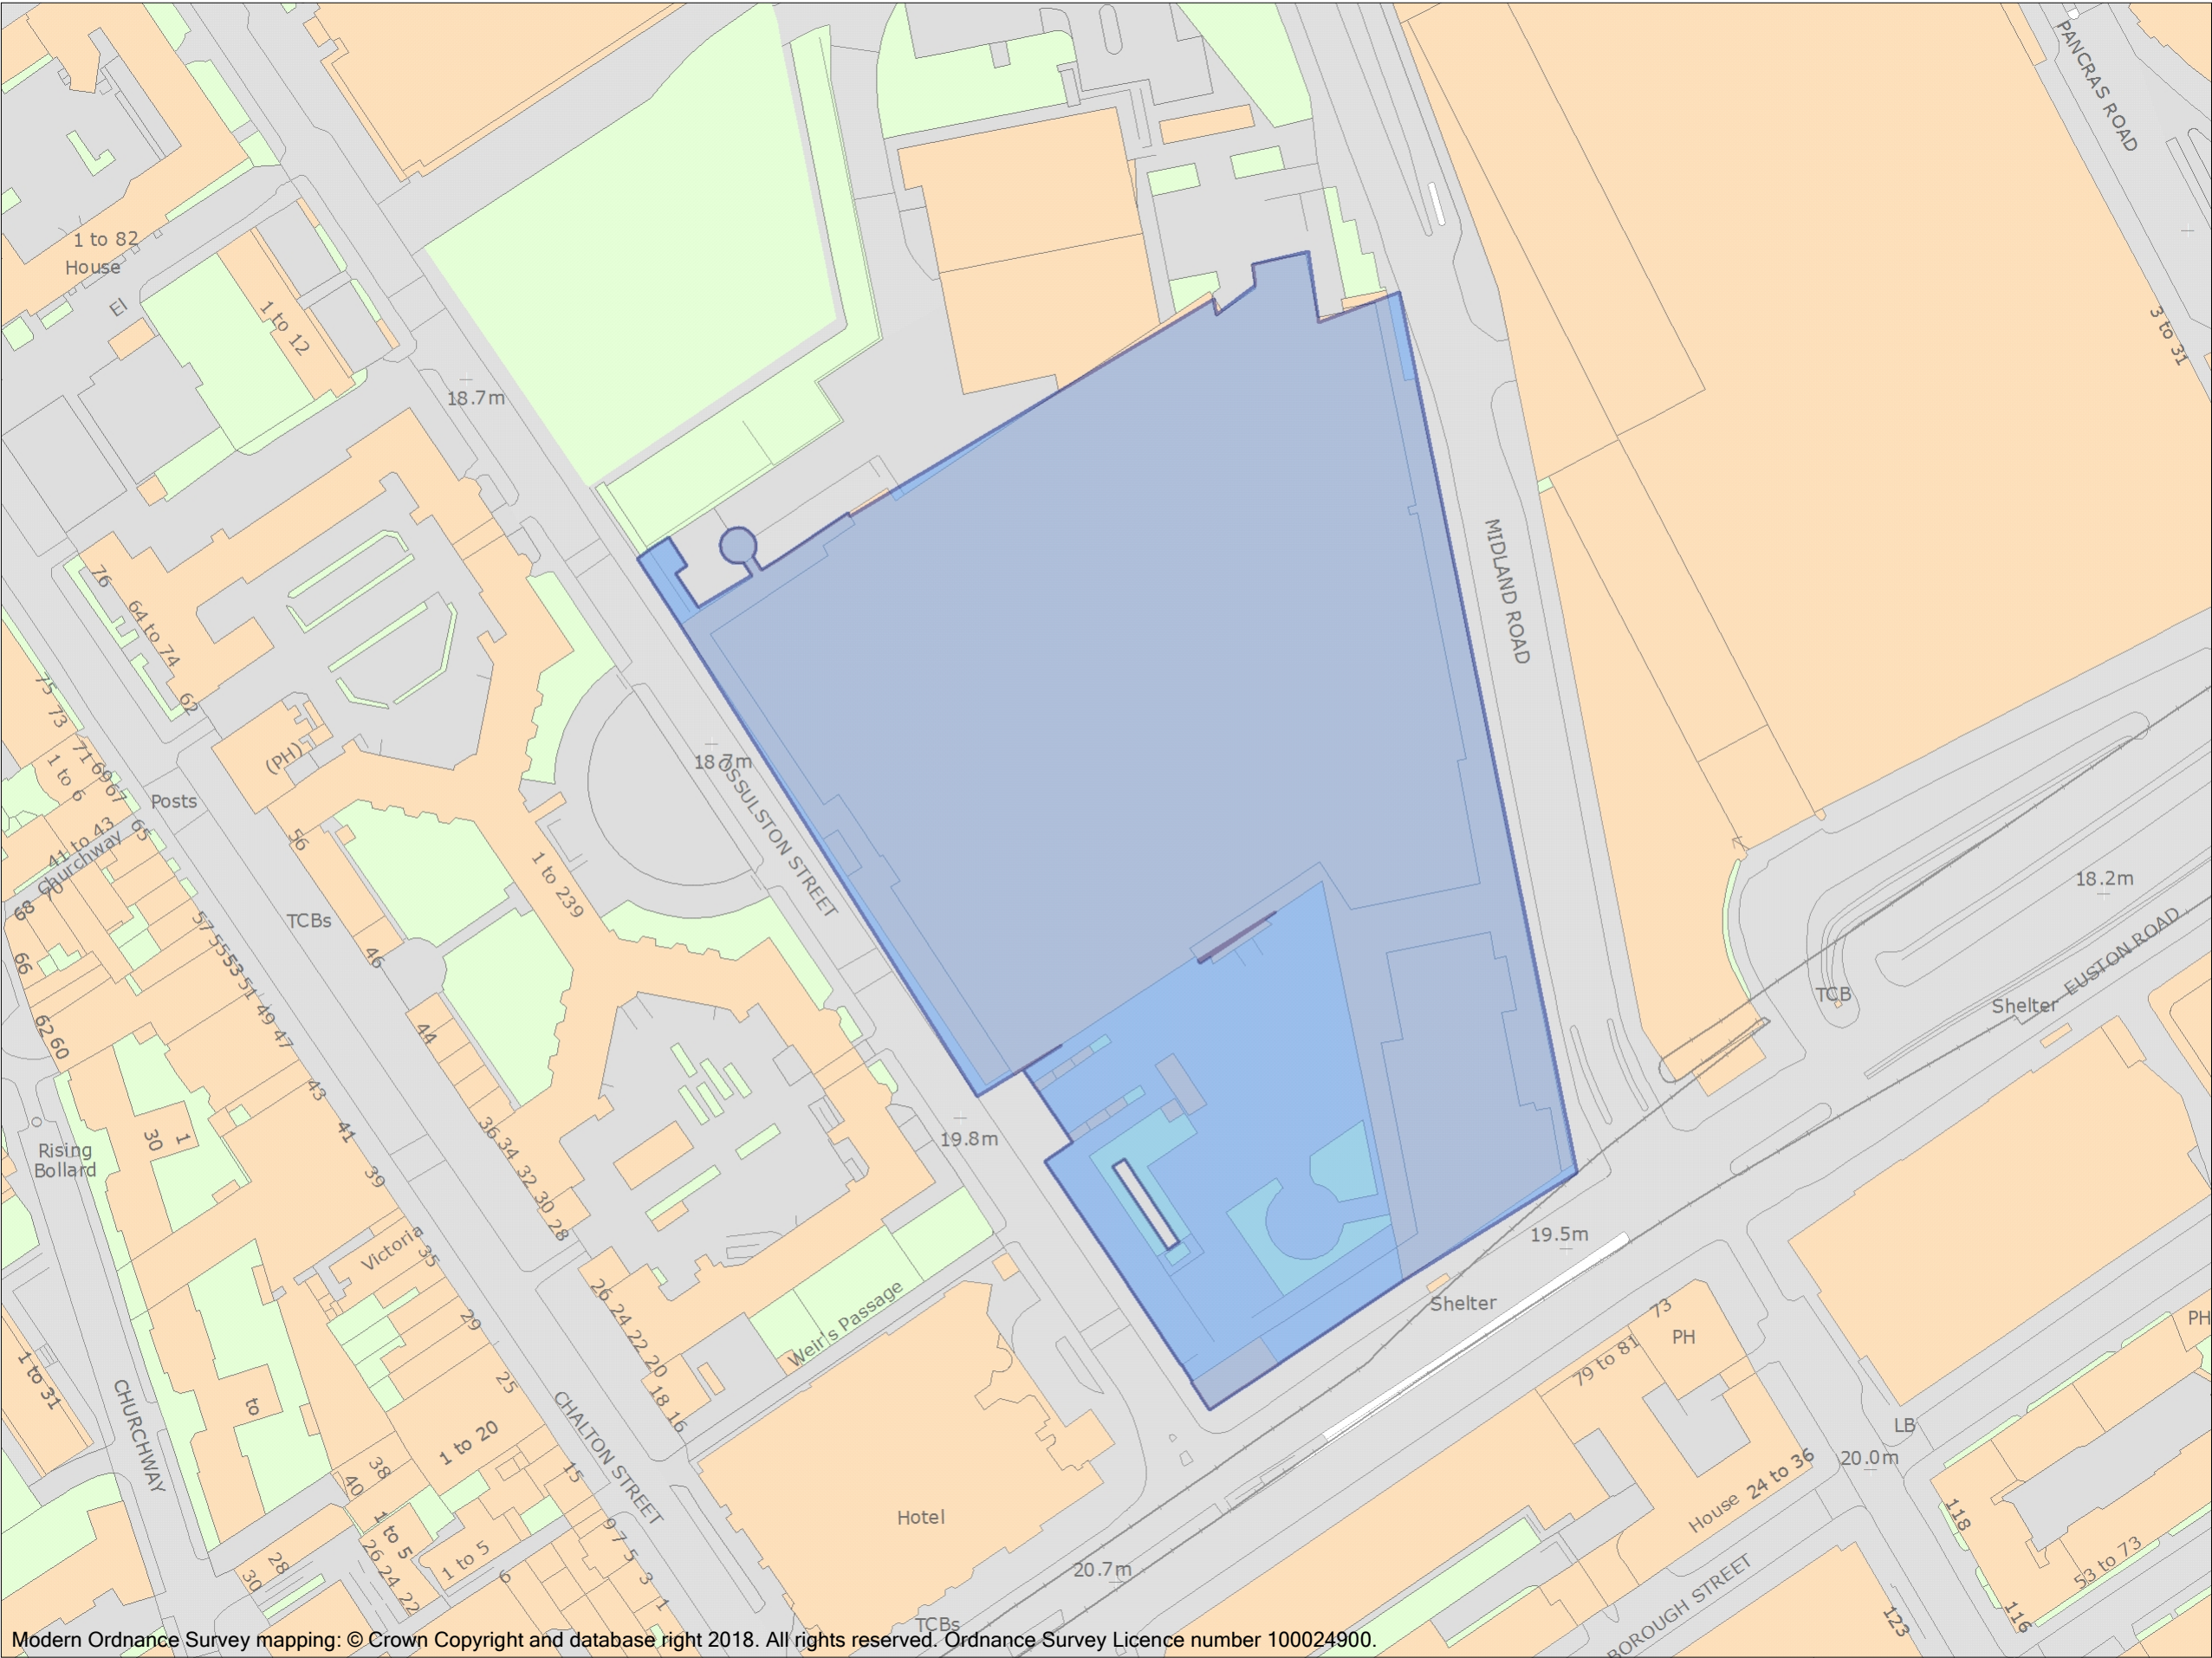 PANCRAS ROAD
1 to 82
House
El
1 to 12
3 to 31
18.7m
MIDLAND ROAD
76
64 to 74
62
75
73
(PH)
71
69
67
1 to 6
Posts
65
41 to 43
Churchway
56
70
68
66
18.7m
OSSULSTON STREET
1 to 239
TCBs
46
57
55
53
51
49
47
18.2m
EUSTON ROAD
TCB
Shelter
62
60
44
43
41
39
36
34
32
30
28
19.8m
Rising
Bollard
30
1
Victoria
35
19.5m
Shelter
26
24
22
20
18
16
Weir's Passage
29
25
73
PH
79 to 81
PH
1 to 31
CHURCHWAY
to
CHALTON STREET
1 to 20
38
40
15
LB
20.0m
House
24 to 36
Hotel
118
1 to 5
26
24
22
1 to 5
28
30
6
9
7
5
3
1
20.7m
53 to 73
BOROUGH STREET
123
116
TCBs
Modern Ordnance Survey mapping: © Crown Copyright and database right 2018. All rights reserved. Ordnance Survey Licence number 100024900.